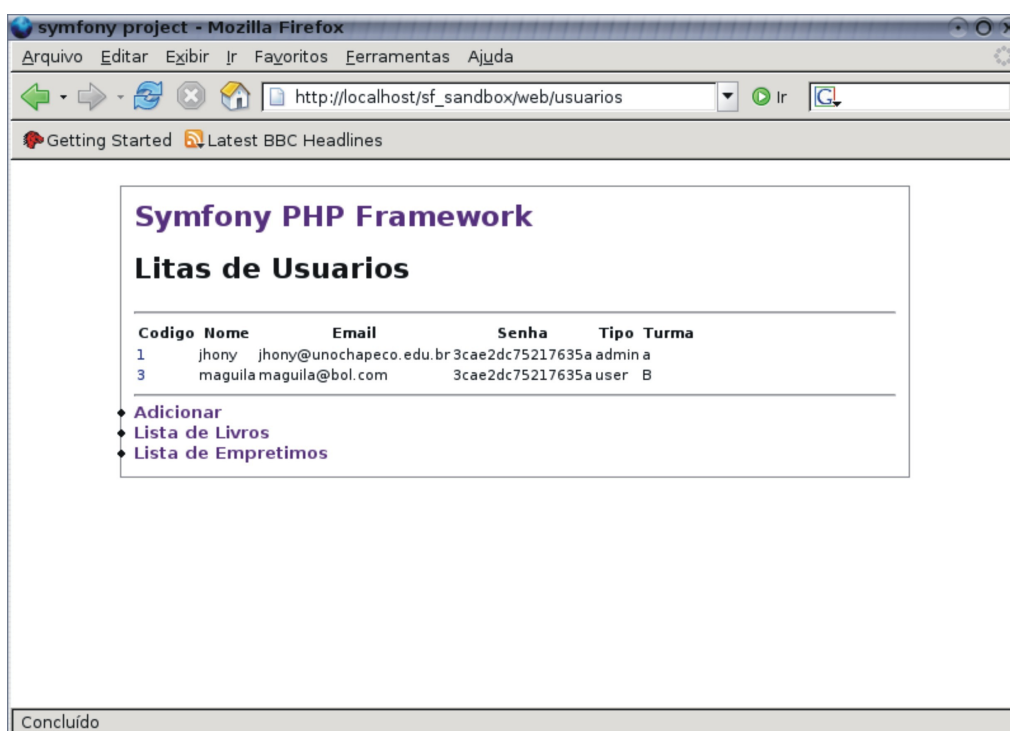 symfony project - Mozilla Firefox
Arquivo Editar Exibir Ir Favoritos Ferramentas Ajuda
http://localhost/sf_sandbox/web/usuarios Ir G
Getting Started Latest BBC Headlines
Symfony PHP Framework
Litas de Usuarios
Codigo Nome Email Senha Tipo Turma
1 jhony jhony@unochapeco.edu.br 3cae2dc75217635a admin a
3 maguila maguila@bol.com 3cae2dc75217635a user B
Adicionar
Lista de Livros
Lista de Empretimos
Concluído